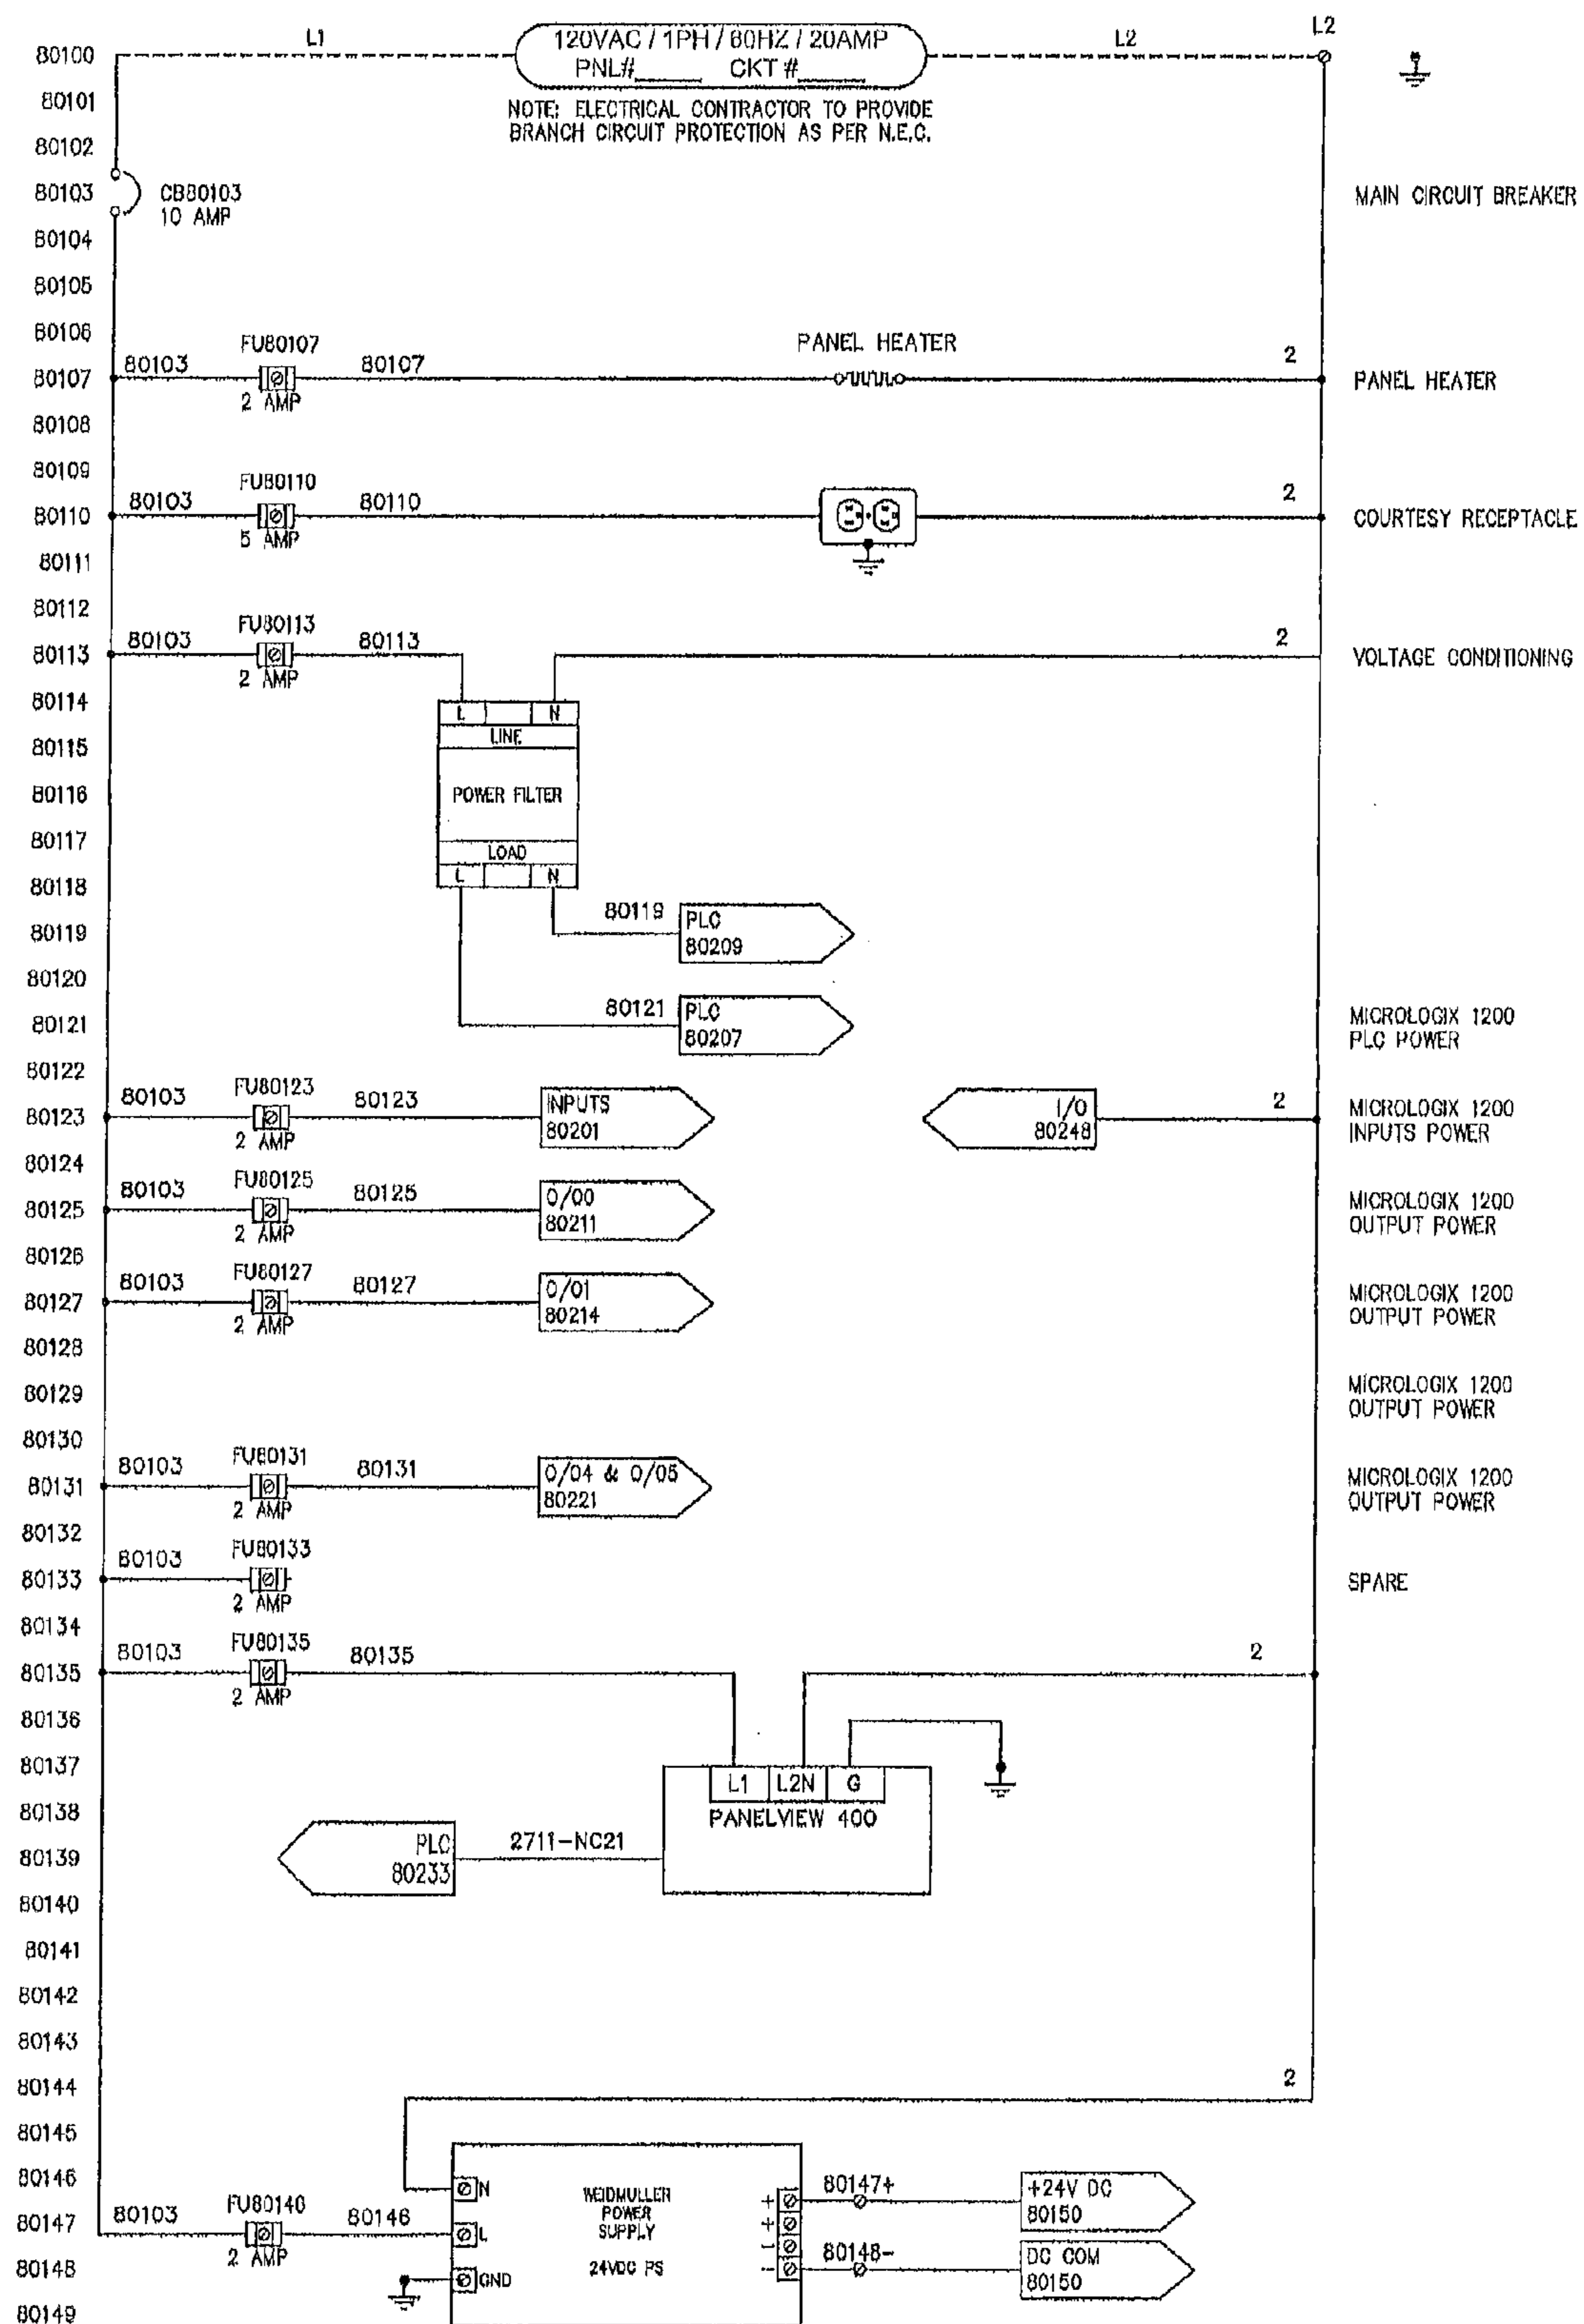 L1
120VAC / 1PH / 60HZ / 20AMP
L2
L2
80100
PNL#______ CKT #______
80101
NOTE: ELECTRICAL CONTRACTOR TO PROVIDE
BRANCH CIRCUIT PROTECTION AS PER N.E.C.
80102
80103
CB80103
10 AMP
MAIN CIRCUIT BREAKER
80104
80105
80106
FU80107
PANEL HEATER
80107
80103
80107
2
PANEL HEATER
2 AMP
80108
80109
FU80110
80110
80103
80110
2
COURTESY RECEPTACLE
5 AMP
80111
80112
FU80113
80113
80103
80113
2
VOLTAGE CONDITIONING
2 AMP
80114
L N
LINE
80115
80116
POWER FILTER
80117
LOAD
L N
80118
80119
80119
PLC
80209
80120
80121
80121
PLC
80207
MICROLOGIX 1200
PLC POWER
80122
FU80123
80123
80103
80123
2 AMP
INPUTS
80201
I/O
80248
2
MICROLOGIX 1200
INPUTS POWER
80124
FU80125
80125
80103
80125
2 AMP
O/00
80211
MICROLOGIX 1200
OUTPUT POWER
80126
FU80127
80127
80103
80127
2 AMP
O/01
80214
MICROLOGIX 1200
OUTPUT POWER
80128
80129
MICROLOGIX 1200
OUTPUT POWER
80130
FU80131
80131
80103
80131
2 AMP
O/04 & O/05
80221
MICROLOGIX 1200
OUTPUT POWER
80132
FU80133
80133
80103
2 AMP
SPARE
80134
FU80135
80135
80103
80135
2
2 AMP
80136
80137
L1 L2N G
80138
PANELVIEW 400
80139
PLC
80233
2711-NC21
80140
80141
80142
80143
80144
2
80145
80146
N
WEIDMULLER
POWER
SUPPLY
24VDC PS
+
80147+
+24V DC
80150
80147
80103
FU80146
80146
2 AMP
L
+
-
80148
GND
-
80148-
DC COM
80150
80149